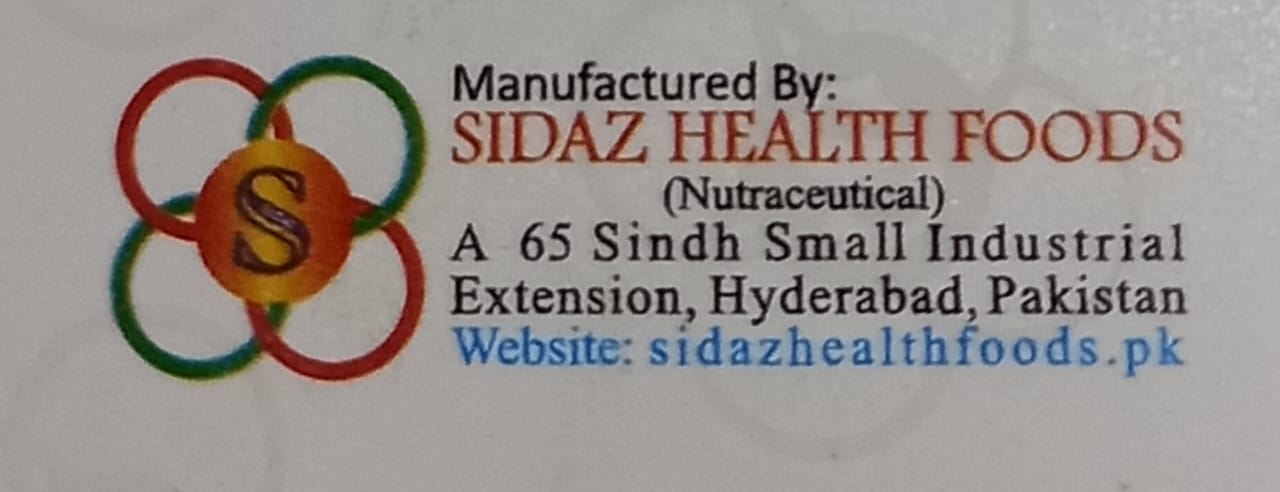 S
Manufactured By:
SIDAZ HEALTH FOODS
(Nutraceutical)
A 65 Sindh Small Industrial
Extension, Hyderabad, Pakistan
Website: sidazhealthfoods.pk